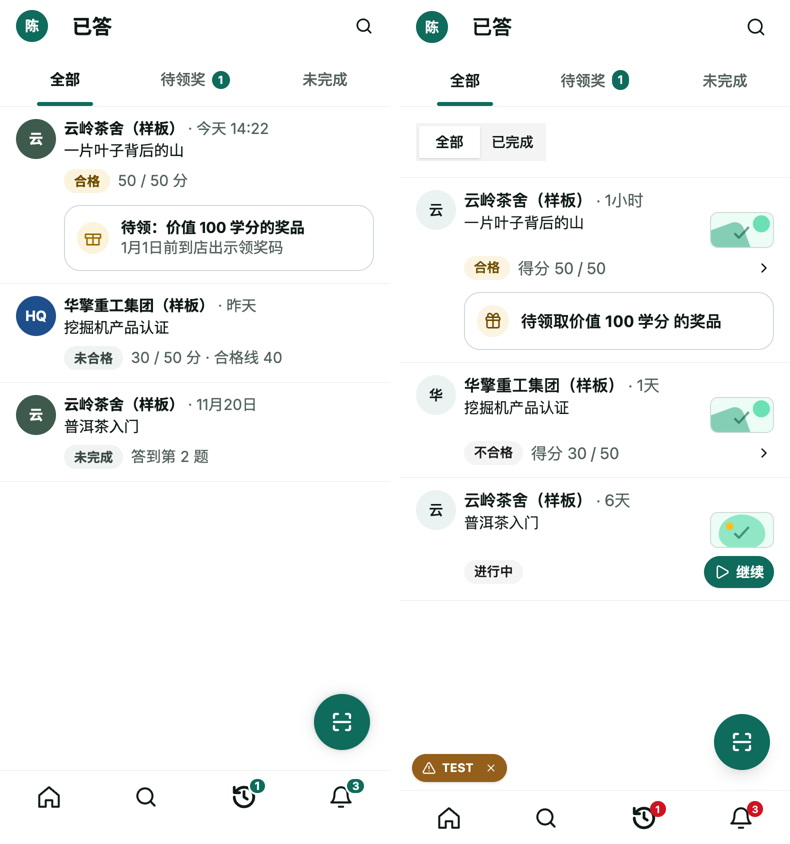 陈 已答
全部 待领奖 1 未完成
云 云岭茶舍（样板） · 今天 14:22
一片叶子背后的山
合格 50 / 50 分
待领：价值 100 学分的奖品
1月1日前到店出示领奖码
HQ 华擎重工集团（样板） · 昨天
挖掘机产品认证
未合格 30 / 50 分 · 合格线 40
云 云岭茶舍（样板） · 11月20日
普洱茶入门
未完成 答到第 2 题
1 3
陈 已答
全部 待领奖 1 未完成
全部 已完成
云 云岭茶舍（样板） · 1小时
一片叶子背后的山
合格 得分 50 / 50
待领取价值 100 学分 的奖品
华 华擎重工集团（样板） · 1天
挖掘机产品认证
不合格 得分 30 / 50
云 云岭茶舍（样板） · 6天
普洱茶入门
进行中 继续
TEST
1 3